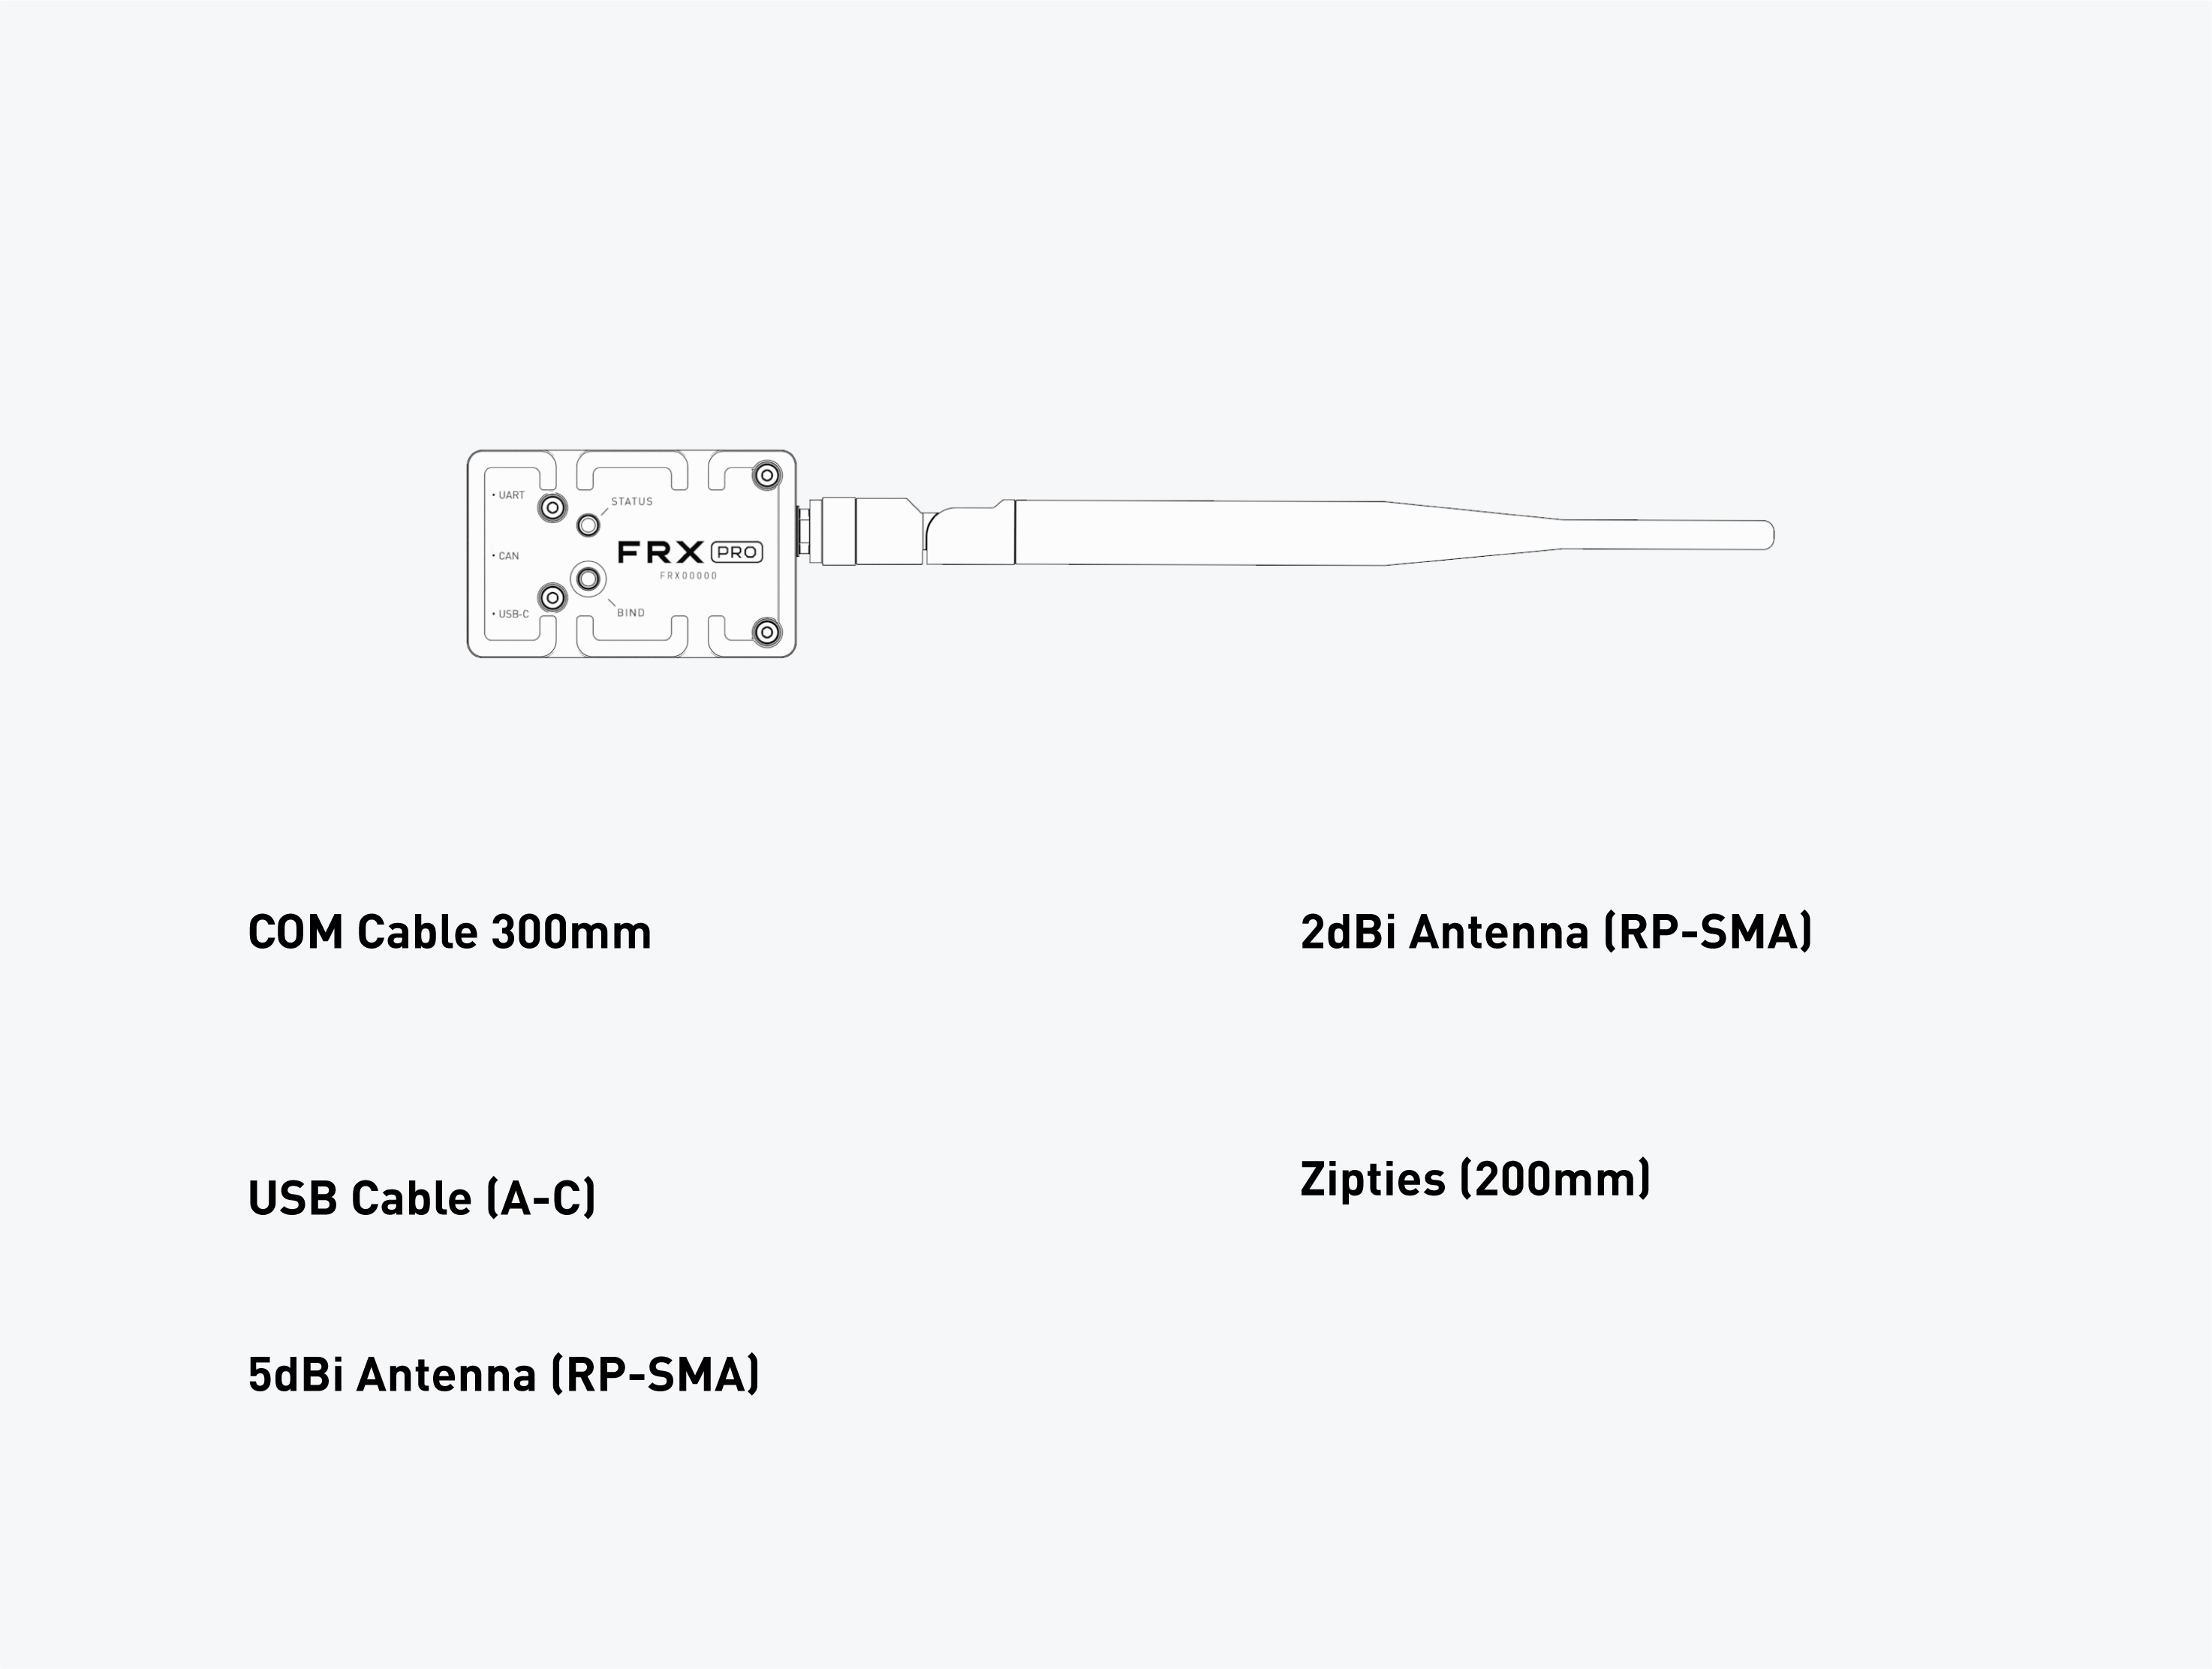 • UART
STATUS
• CAN
FRX PRO
FRX00000
• USB-C
BIND
COM Cable 300mm
2dBi Antenna (RP-SMA)
USB Cable (A-C)
Zipties (200mm)
5dBi Antenna (RP-SMA)